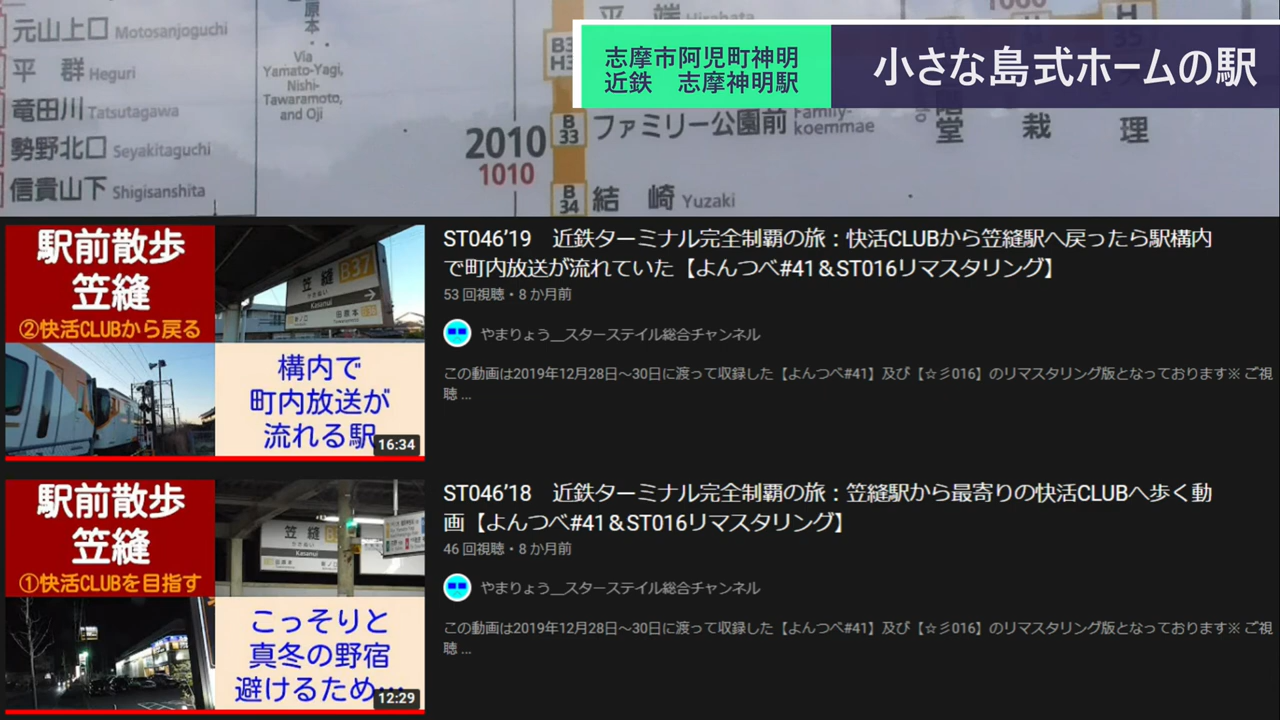 元山上口 Motosanjoguchi
平群 Heguri
竜田川 Tatsutagawa
勢野北口 Seyakitaguchi
信貴山下 Shigisanshita
原本
Via
Yamato-Yagi,
Nishi-
Tawaramoto,
and Oji
2010
1010
平端 Hirabata
B
33
ファミリー公園前 Family-
koemmae
B
34
結崎 Yuzaki
堂
栽
理
志摩市阿児町神明
近鉄　志摩神明駅
小さな島式ホームの駅
駅前散歩
笠縫
②快活CLUBから戻る
笠縫
B37
Kasanui
構内で
町内放送が
流れる駅
16:34
ST046’19　近鉄ターミナル完全制覇の旅：快活CLUBから笠縫駅へ戻ったら駅構内
で町内放送が流れていた【よんつべ#41＆ST016リマスタリング】
53 回視聴・8 か月前
やまりょう__スターステイル総合チャンネル
この動画は2019年12月28日～30日に渡って収録した【よんつべ#41】及び【☆彡016】のリマスタリング版となっております※ ご視
聴 ...
駅前散歩
笠縫
①快活CLUBを目指す
笠縫
Kasanui
こっそりと
真冬の野宿
避けるため...
12:29
ST046’18　近鉄ターミナル完全制覇の旅：笠縫駅から最寄りの快活CLUBへ歩く動
画【よんつべ#41＆ST016リマスタリング】
46 回視聴・8 か月前
やまりょう__スターステイル総合チャンネル
この動画は2019年12月28日～30日に渡って収録した【よんつべ#41】及び【☆彡016】のリマスタリング版となっております※ ご視
聴 ...